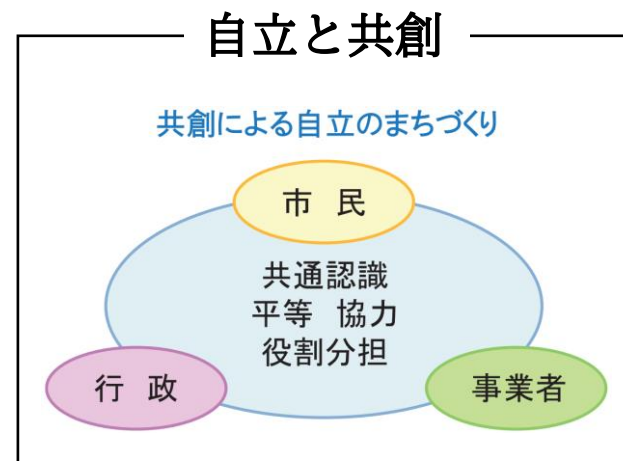 自立と共創
共創による自立のまちづくり
市 民
共通認識
平等 協力
役割分担
行 政
事業者